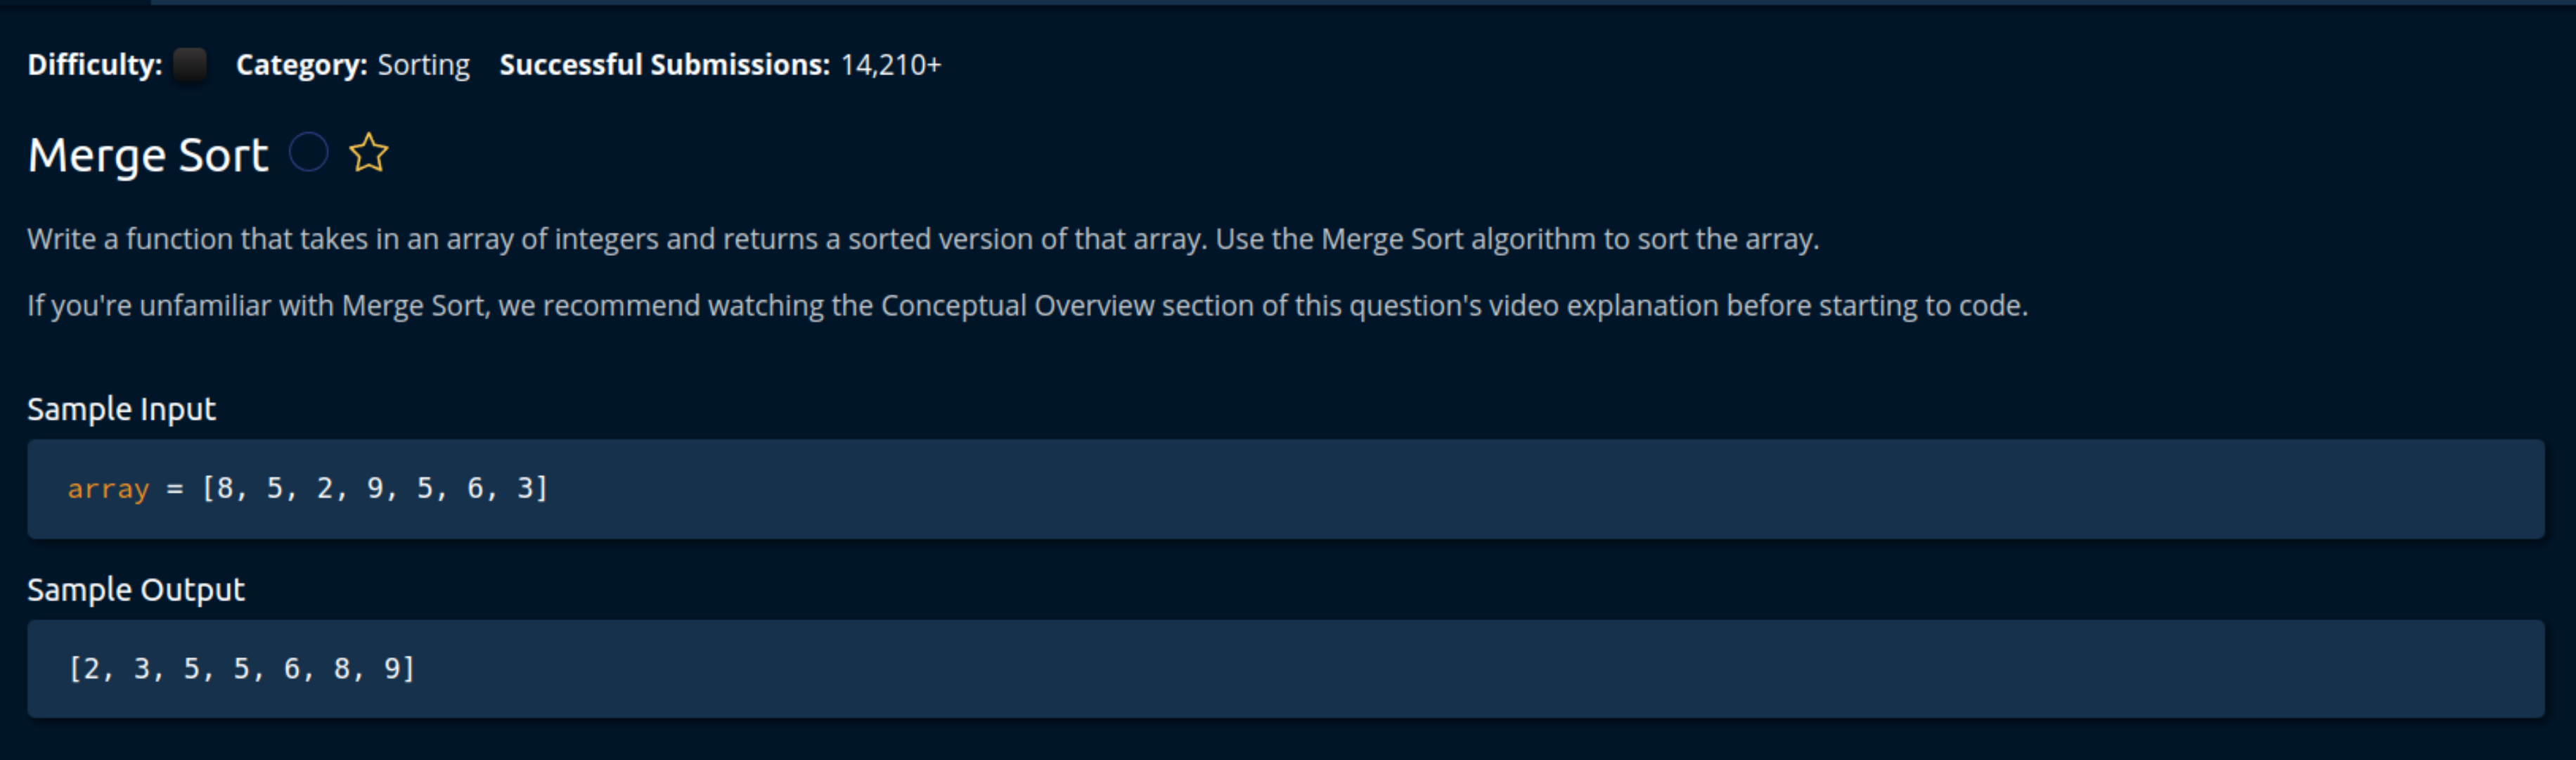 Difficulty: Category: Sorting Successful Submissions: 14,210+
Merge Sort
Write a function that takes in an array of integers and returns a sorted version of that array. Use the Merge Sort algorithm to sort the array.
If you're unfamiliar with Merge Sort, we recommend watching the Conceptual Overview section of this question's video explanation before starting to code.
Sample Input
array = [8, 5, 2, 9, 5, 6, 3]
Sample Output
[2, 3, 5, 5, 6, 8, 9]